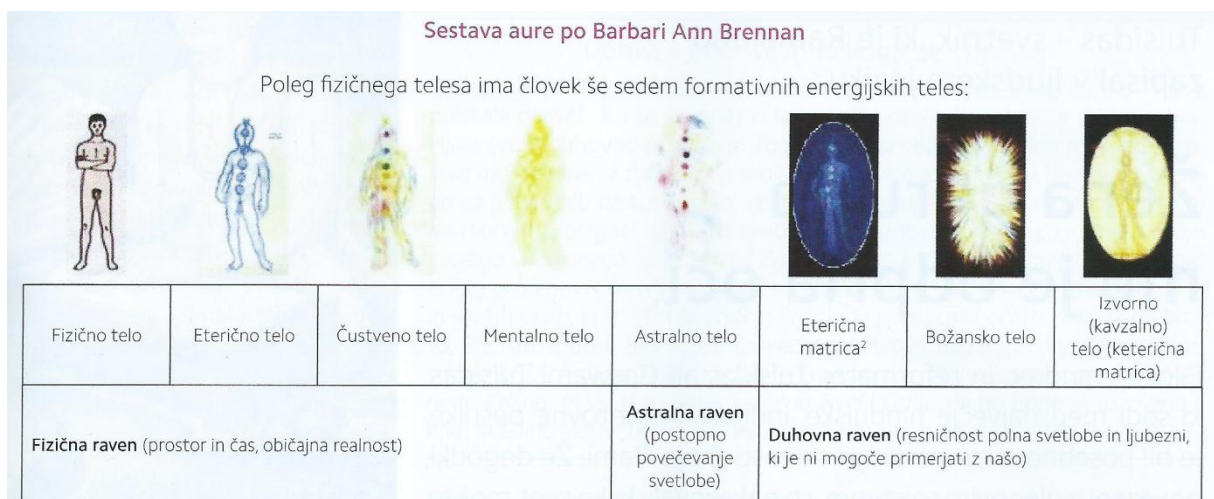 Sestava aure po Barbari Ann Brennan
Poleg fizičnega telesa ima človek še sedem formativnih energijskih teles:
Fizično telo
Eterično telo
Čustveno telo
Mentalno telo
Astralno telo
Eterična
matrica²
Božansko telo
Izvorno
(kavzalno)
telo (keterična
matrica)
Fizična raven (prostor in čas, običajna realnost)
Astralna raven
(postopno
povečevanje
svetlobe)
Duhovna raven (resničnost polna svetlobe in ljubezni,
ki je ni mogoče primerjati z našo)